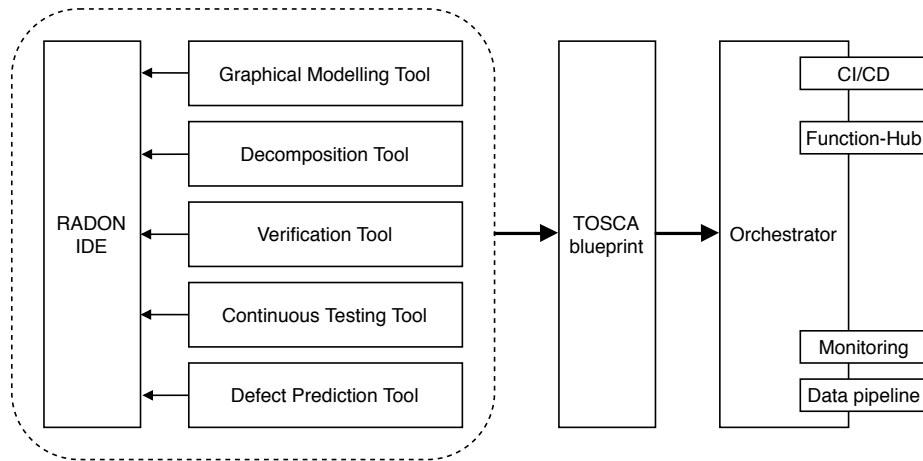 RADON
IDE
Graphical Modelling Tool
Decomposition Tool
Verification Tool
Continuous Testing Tool
Defect Prediction Tool
TOSCA
blueprint
Orchestrator
CI/CD
Function-Hub
Monitoring
Data pipeline